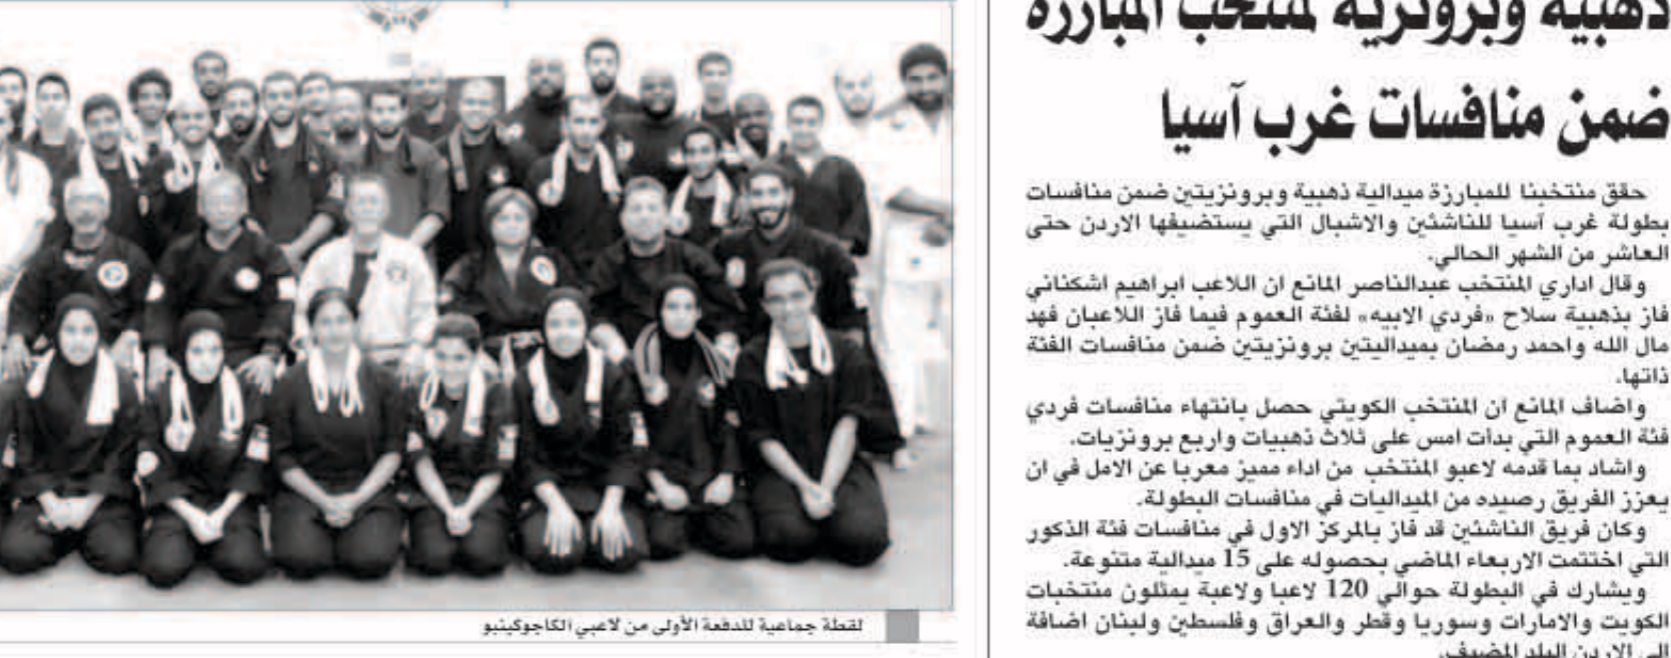 ذهبية وبرونزية لمنتخب المبارزة
ضمن منافسات غرب آسيا
حقق منتخبنا للمبارزة ميدالية ذهبية وبرونزيتين ضمن منافسات
بطولة غرب آسيا للناشئين والاشبال التي يستضيفها الاردن حتى
العاشر من الشهر الحالي.
وقال اداري المنتخب عبدالناصر المانع ان اللاعب ابراهيم اشكناني
فاز بذهبية سلاح «فردي الابيه» لفئة العموم فيما فاز اللاعبان فهد
مال الله واحمد رمضان بميداليتين برونزيتين ضمن منافسات الفئة
ذاتها.
واضاف المانع ان المنتخب الكويتي حصل بانتهاء منافسات فردي
فئة العموم التي بدأت امس على ثلاث ذهبيات واربع برونزيات.
واشاد بما قدمه لاعبو المنتخب من اداء مميز معربا عن الامل في ان
يعزز الفريق رصيده من الميداليات في منافسات البطولة.
وكان فريق الناشئين قد فاز بالمركز الاول في منافسات فئة الذكور
التي اختتمت الاربعاء الماضي بحصوله على 15 ميدالية متنوعة.
ويشارك في البطولة حوالي 120 لاعبا ولاعبة يمثلون منتخبات
الكويت والامارات وسوريا وقطر والعراق وفلسطين ولبنان اضافة
الى الاردن البلد المضيف.
لقطة جماعية للدفعة الأولى من لاعبي الكاجوكينبو